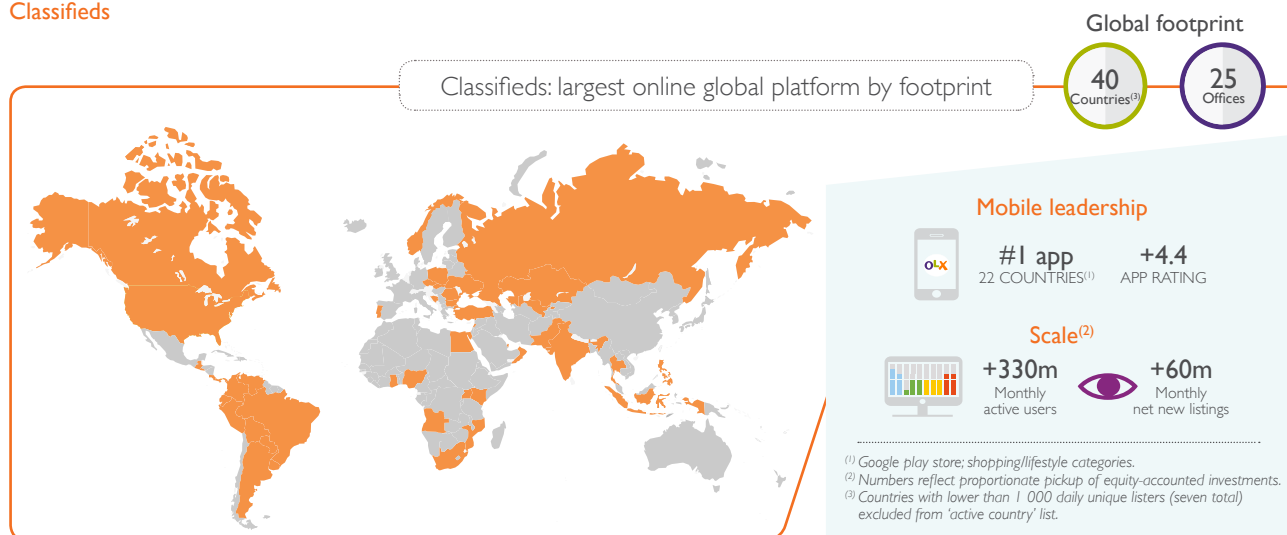 Classifieds
Global footprint
Classifieds: largest online global platform by footprint
40
Countries(3)
25
Offices
Mobile leadership
OLX
#1 app
22 COUNTRIES(1)
+4.4
APP RATING
Scale(2)
+330m
Monthly
active users
+60m
Monthly
net new listings
(1) Google play store; shopping/lifestyle categories.
(2) Numbers reflect proportionate pickup of equity-accounted investments.
(3) Countries with lower than 1 000 daily unique listers (seven total)
excluded from ‘active country’ list.